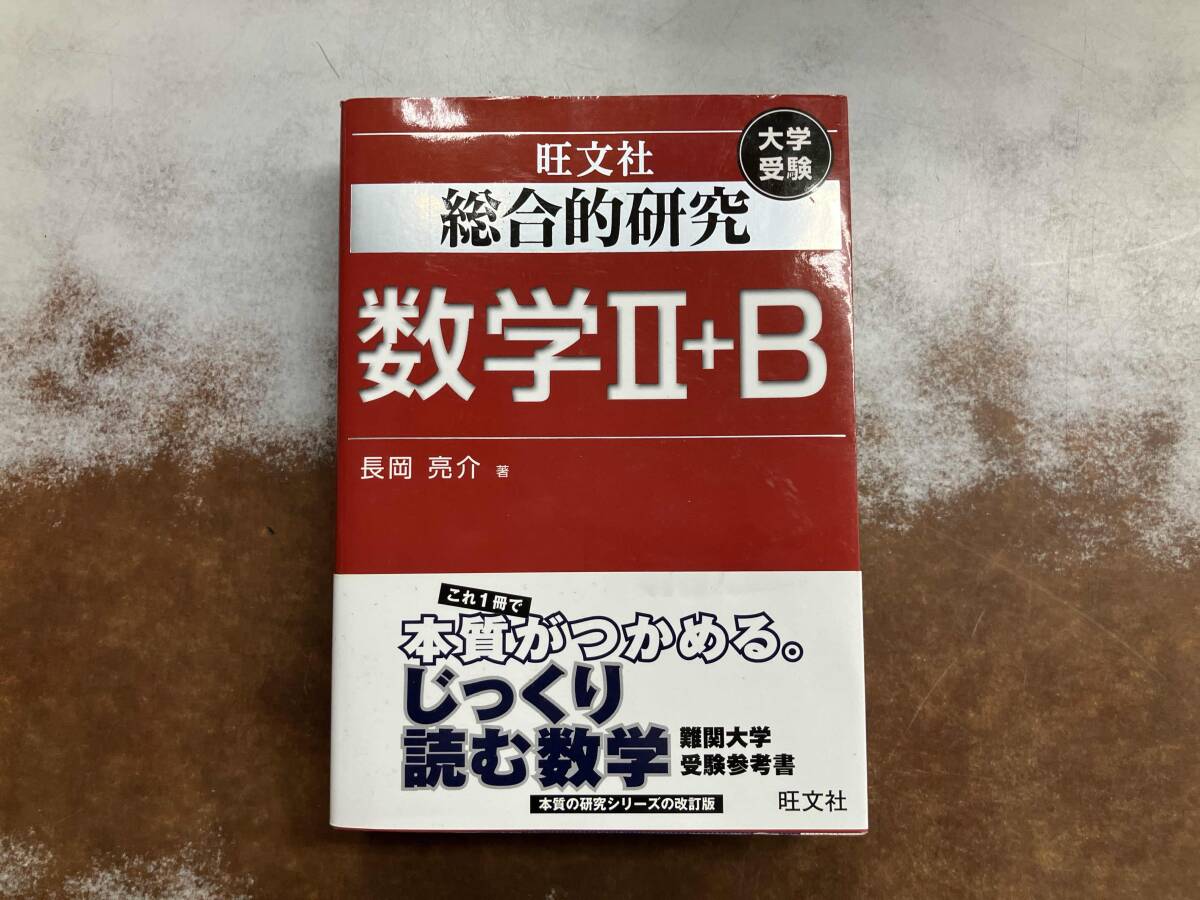 大学
受験
旺文社
総合的研究
数学Ⅱ+B
長岡 亮介 著
これ1冊で
本質がつかめる。
じっくり
読む数学
難関大学
受験参考書
本質の研究シリーズの改訂版
旺文社